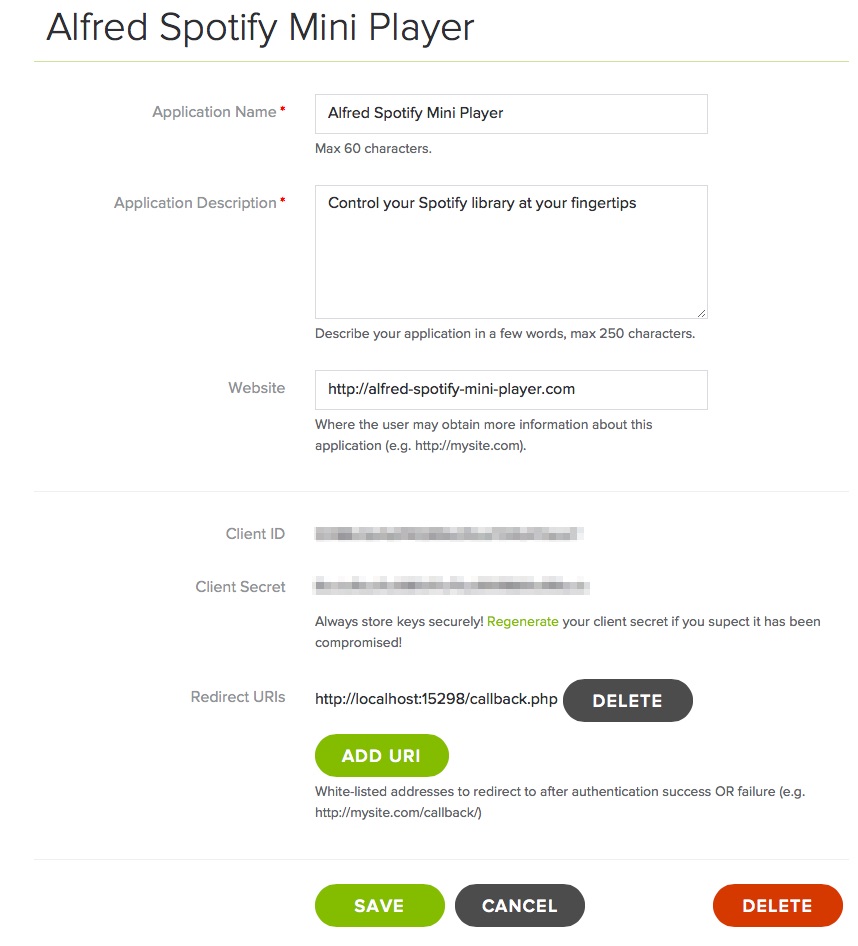 Alfred Spotify Mini Player
Application Name *
Alfred Spotify Mini Player
Max 60 characters.
Application Description *
Control your Spotify library at your fingertips
Describe your application in a few words, max 250 characters.
Website
http://alfred-spotify-mini-player.com
Where the user may obtain more information about this
application (e.g. http://mysite.com).
Client ID
Client Secret
Always store keys securely! Regenerate your client secret if you supect it has been
compromised!
Redirect URIs
http://localhost:15298/callback.php
DELETE
ADD URI
White-listed addresses to redirect to after authentication success OR failure (e.g.
http://mysite.com/callback/)
SAVE
CANCEL
DELETE